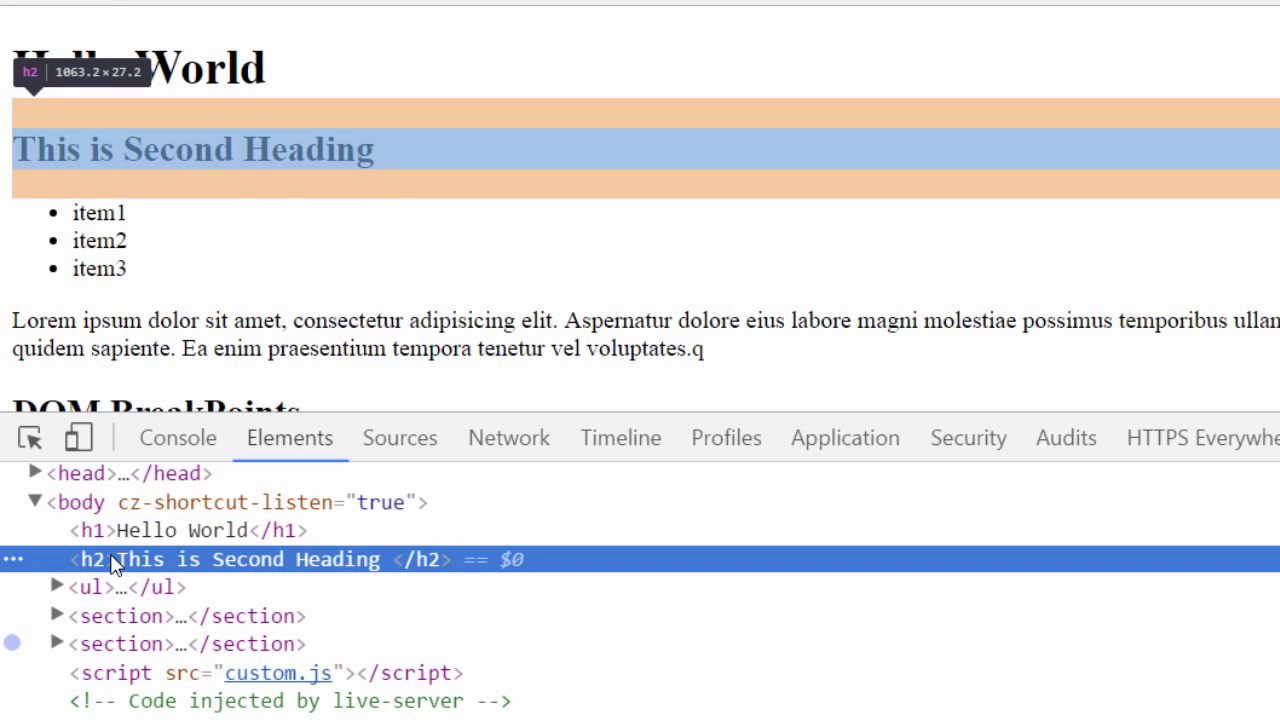 Hello World
h2 | 1063.2 × 27.2
This is Second Heading
• item1
• item2
• item3
Lorem ipsum dolor sit amet, consectetur adipisicing elit. Aspernatur dolore eius labore magni molestiae possimus temporibus ullan
quidem sapiente. Ea enim praesentium tempora tenetur vel voluptates.q
DOM BreakPoints
Console Elements Sources Network Timeline Profiles Application Security Audits HTTPS Everywhe
▶<head>…</head>
▼<body cz-shortcut-listen="true">
<h1>Hello World</h1>
… <h2>This is Second Heading </h2> == $0
▶<ul>…</ul>
▶<section>…</section>
▶<section>…</section>
<script src="custom.js"></script>
<!-- Code injected by live-server -->